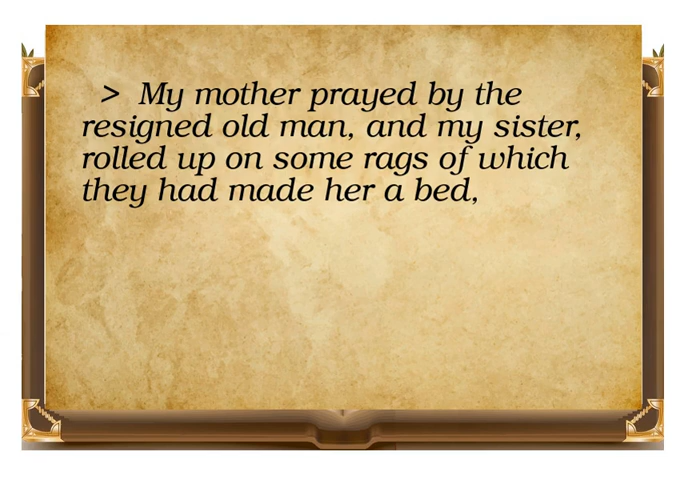 > My mother prayed by the
resigned old man, and my sister,
rolled up on some rags of which
they had made her a bed,